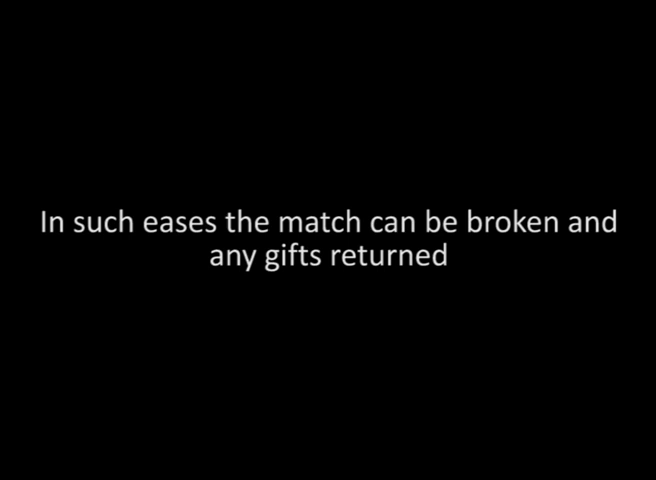 In such eases the match can be broken and
any gifts returned